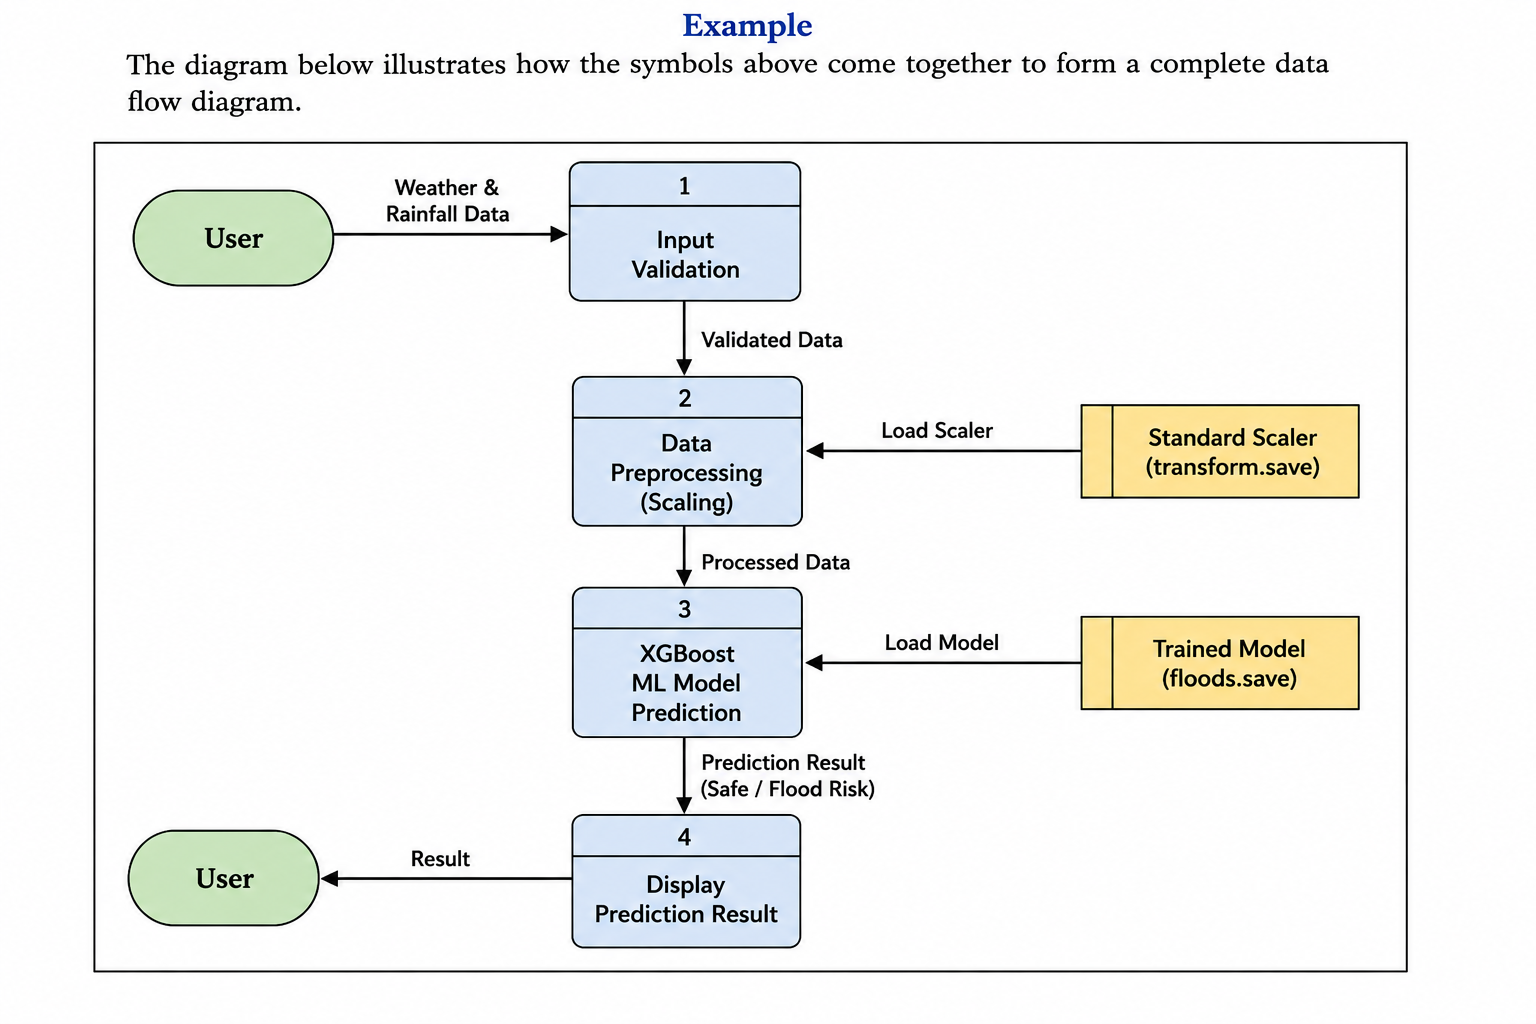 Example
The diagram below illustrates how the symbols above come together to form a complete data
flow diagram.
User
Weather &
Rainfall Data
1
Input
Validation
Validated Data
2
Data
Preprocessing
(Scaling)
Load Scaler
Standard Scaler
(transform.save)
Processed Data
3
XGBoost
ML Model
Prediction
Load Model
Trained Model
(floods.save)
Prediction Result
(Safe / Flood Risk)
4
Display
Prediction Result
Result
User